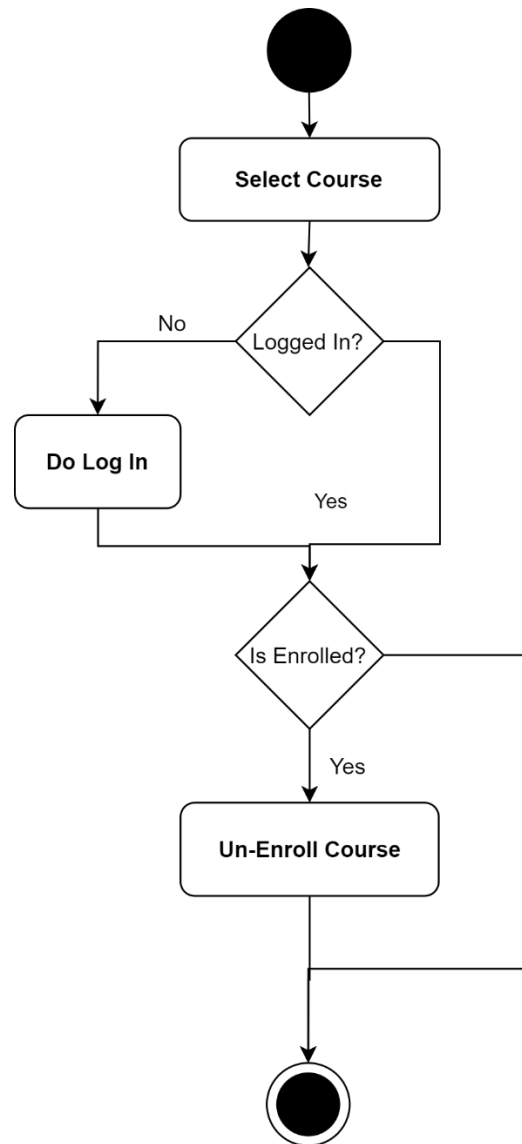 Select Course
No
Logged In?
Do Log In
Yes
Is Enrolled?
Yes
Un-Enroll Course